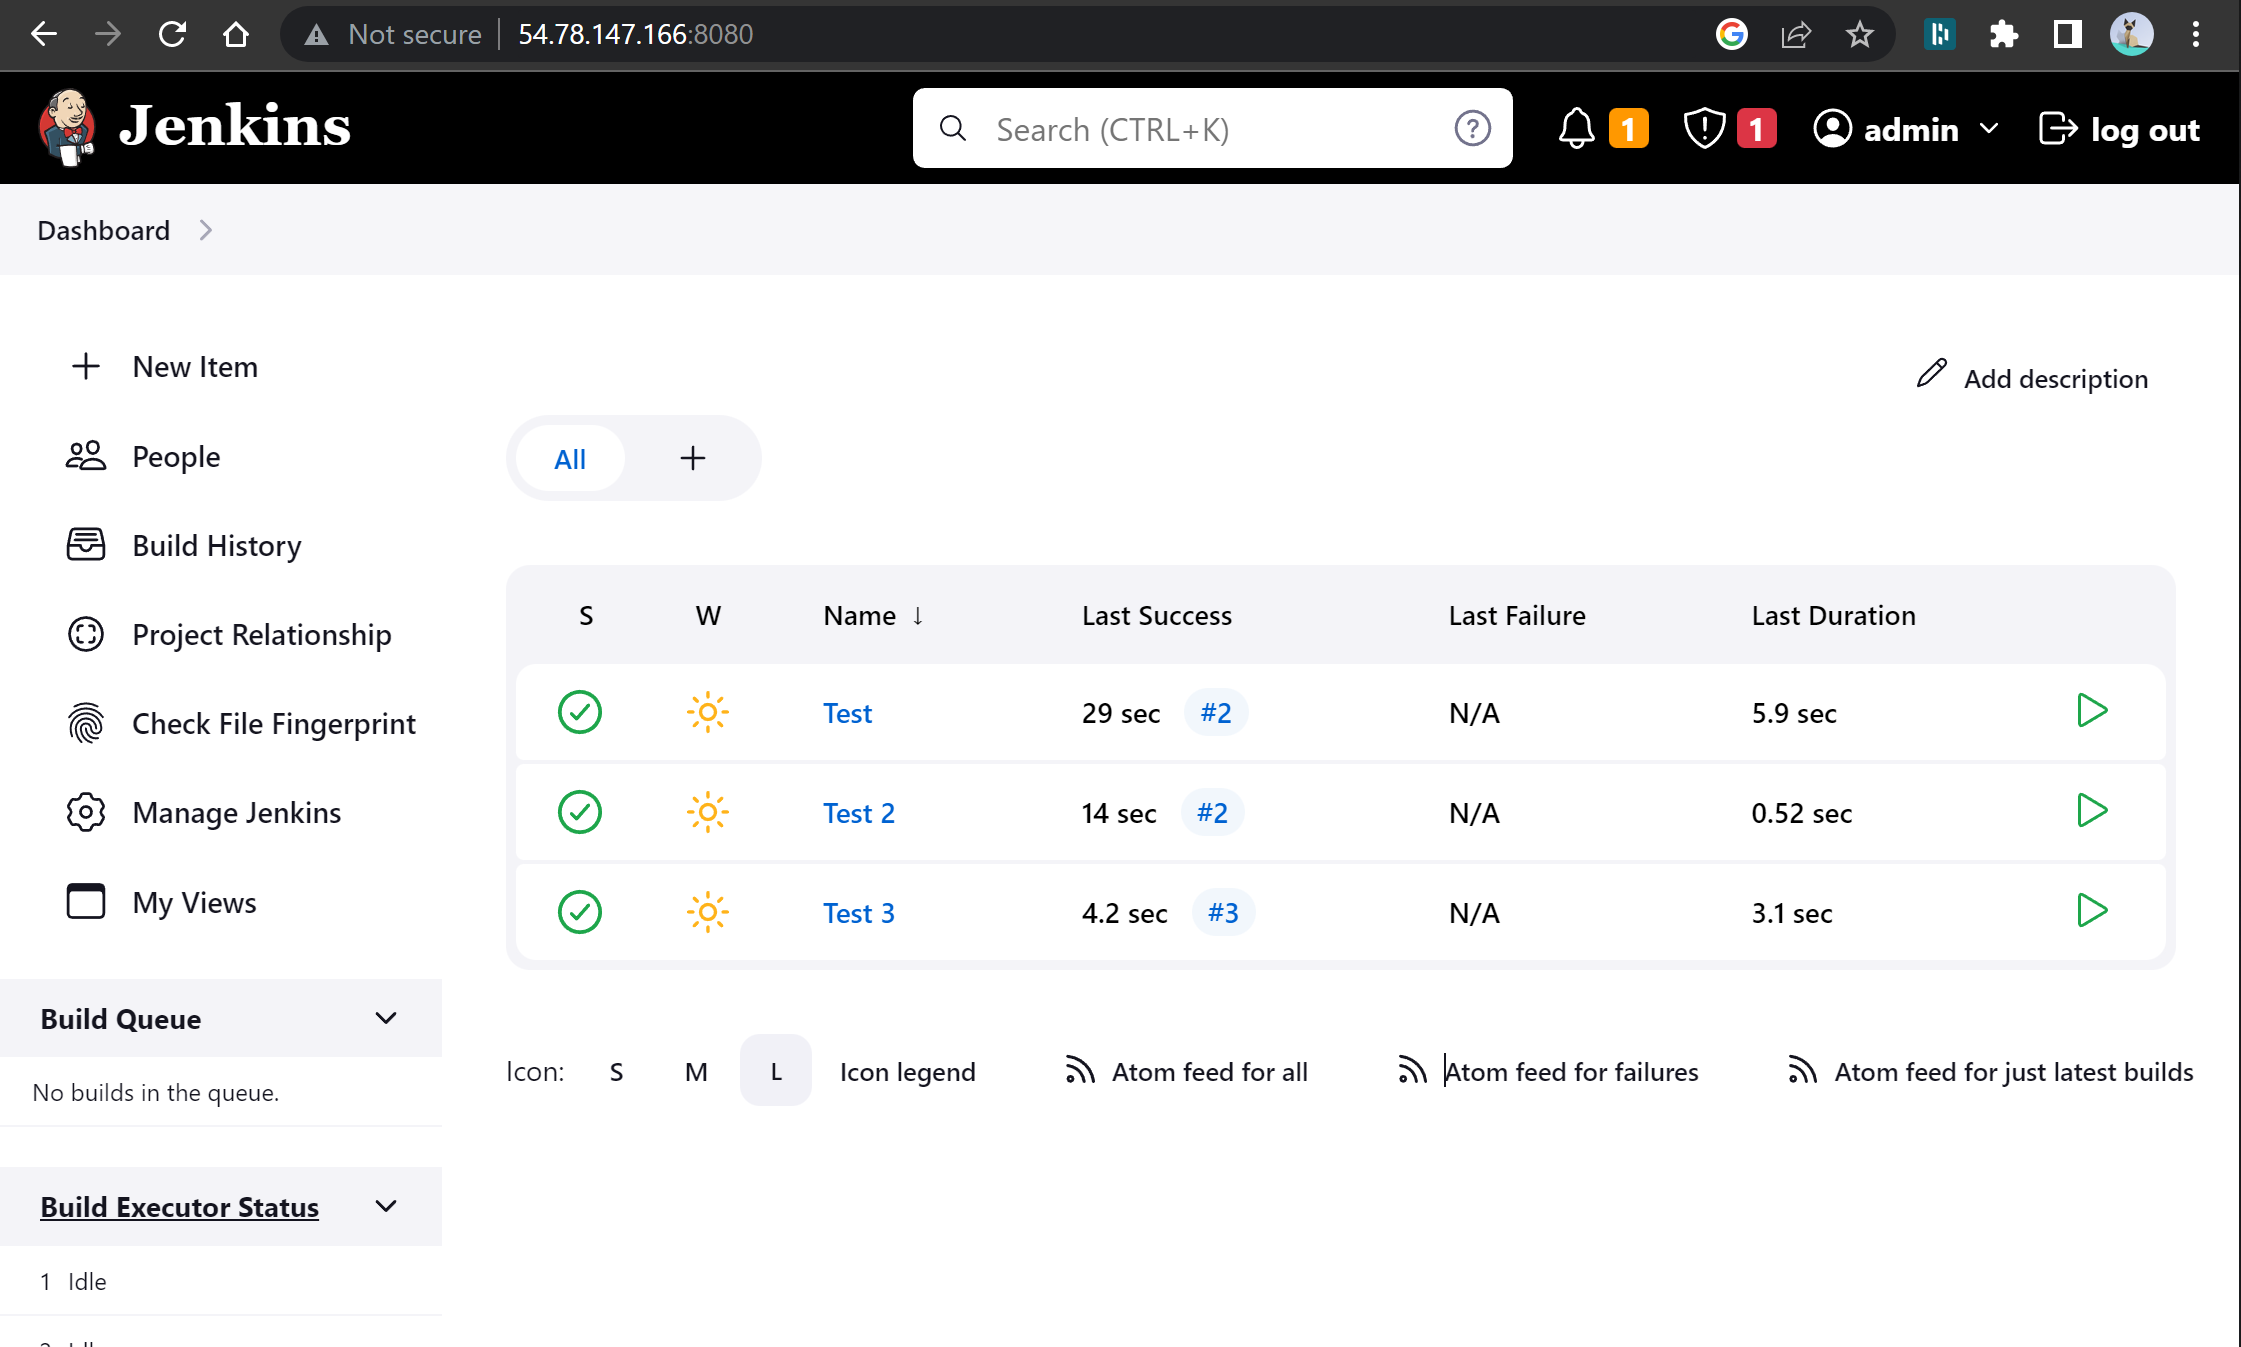 Not secure 54.78.147.166:8080
Jenkins
Search (CTRL+K)
1
1
admin
log out
Dashboard
New Item
People
Build History
Project Relationship
Check File Fingerprint
Manage Jenkins
My Views
Build Queue
No builds in the queue.
Build Executor Status
1 Idle
Add description
All
S W Name ↓ Last Success Last Failure Last Duration
Test 29 sec #2 N/A 5.9 sec
Test 2 14 sec #2 N/A 0.52 sec
Test 3 4.2 sec #3 N/A 3.1 sec
Icon: S M L Icon legend Atom feed for all Atom feed for failures Atom feed for just latest builds